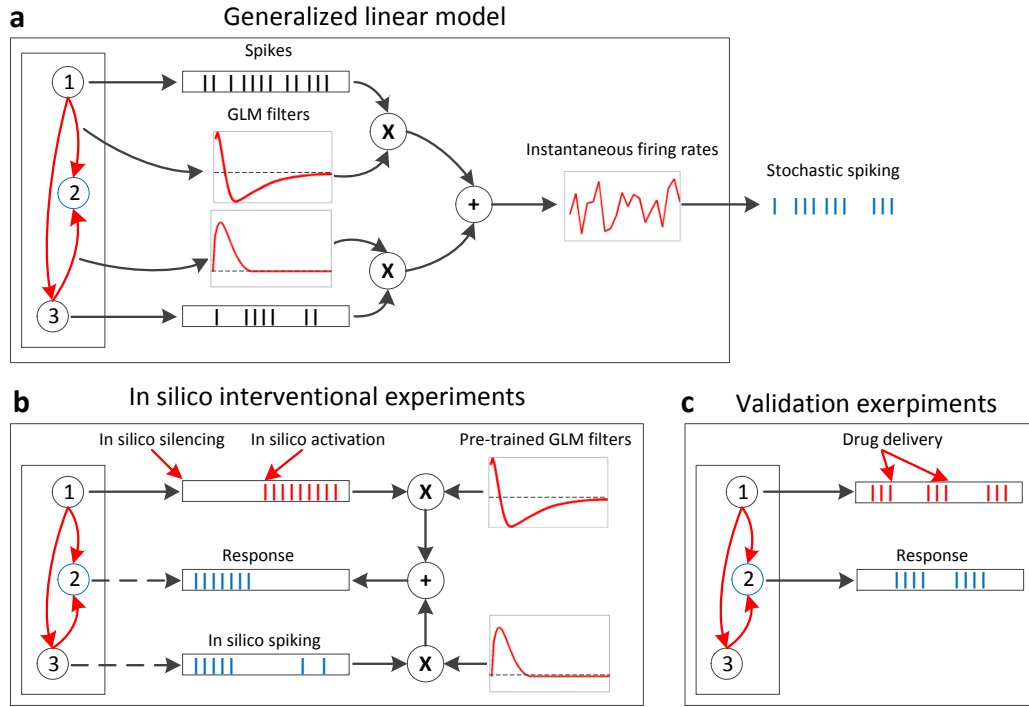 a
Generalized linear model
Spikes
1
GLM filters
X
Instantaneous firing rates
Stochastic spiking
2
+
X
3
b
In silico interventional experiments
In silico silencing
In silico activation
Pre-trained GLM filters
1
X
Response
2
+
In silico spiking
3
X
c
Validation exerpiments
Drug delivery
1
Response
2
3